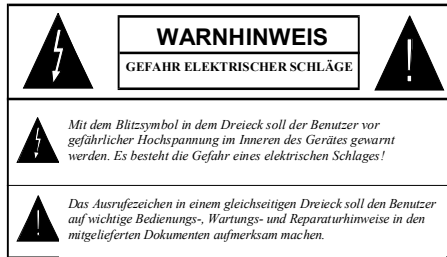 WARNHINWEIS
GEFAHR ELEKTRISCHER SCHLÄGE
Mit dem Blitzsymbol in dem Dreieck soll der Benutzer vor
gefährlicher Hochspannung im Inneren des Gerätes gewarnt
werden. Es besteht die Gefahr eines elektrischen Schlages!
Das Ausrufezeichen in einem gleichseitigen Dreieck soll den Benutzer
auf wichtige Bedienungs-, Wartungs- und Reparaturhinweise in den
mitgelieferten Dokumenten aufmerksam machen.